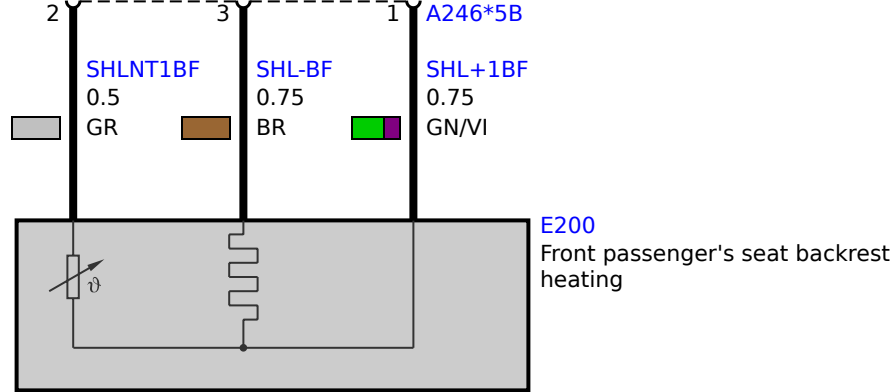 2
3
1
A246*5B
SHLNT1BF
SHL-BF
SHL+1BF
0.5
0.75
0.75
GR
BR
GN/VI
E200
Front passenger's seat backrest
heating
ϑ